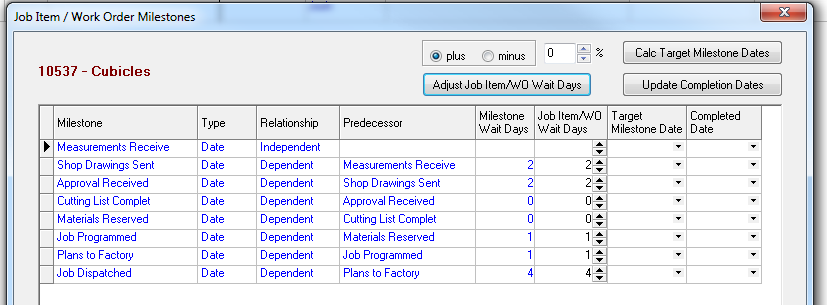 Job Item / Work Order Milestones
plus minus 0 % Calc Target Milestone Dates
10537 - Cubicles
Adjust Job Item/WO Wait Days Update Completion Dates
Milestone Type Relationship Predecessor Milestone Wait Days Job Item/WO Wait Days Target Milestone Date Completed Date
Measurements Receive Date Independent
Shop Drawings Sent Date Dependent Measurements Receive 2 2
Approval Received Date Dependent Shop Drawings Sent 2 2
Cutting List Complet Date Dependent Approval Received 0 0
Materials Reserved Date Dependent Cutting List Complet 0 0
Job Programmed Date Dependent Materials Reserved 1 1
Plans to Factory Date Dependent Job Programmed 1 1
Job Dispatched Date Dependent Plans to Factory 4 4